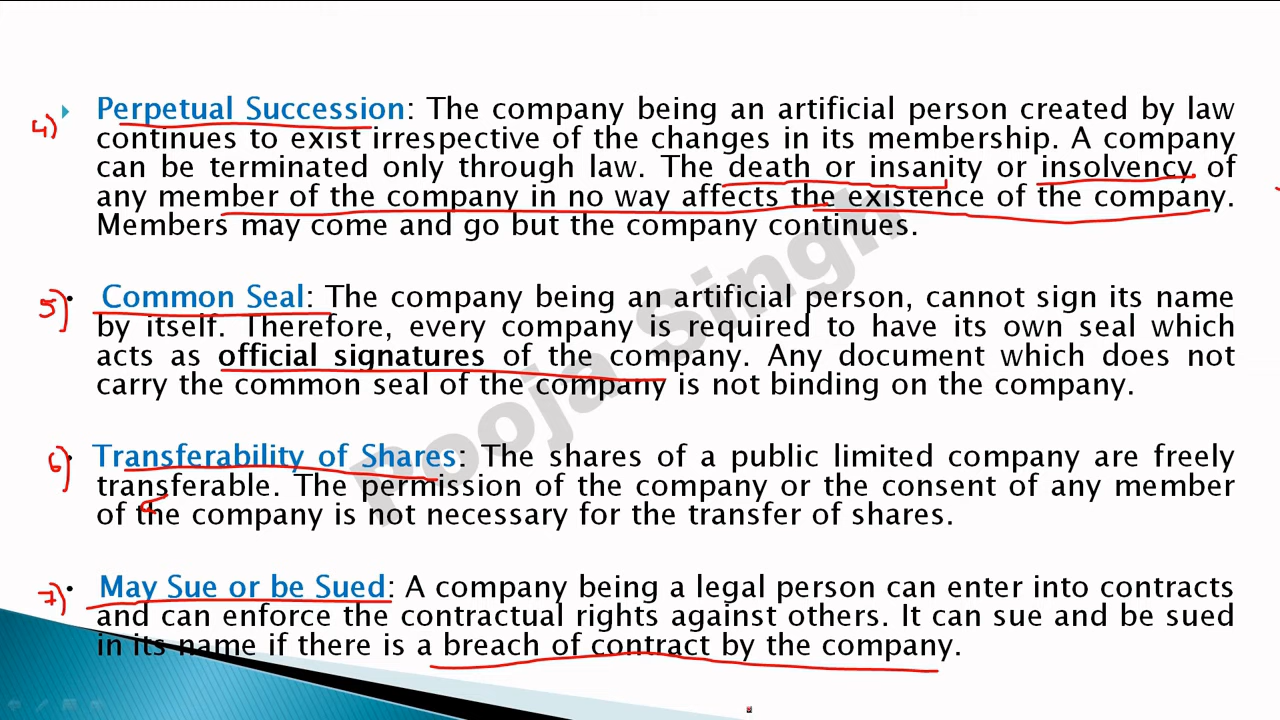 4) Perpetual Succession: The company being an artificial person created by law
continues to exist irrespective of the changes in its membership. A company
can be terminated only through law. The death or insanity or insolvency of
any member of the company in no way affects the existence of the company.
Members may come and go but the company continues.
5) • Common Seal: The company being an artificial person, cannot sign its name
by itself. Therefore, every company is required to have its own seal which
acts as official signatures of the company. Any document which does not
carry the common seal of the company is not binding on the company.
6) • Transferability of Shares: The shares of a public limited company are freely
transferable. The permission of the company or the consent of any member
of the company is not necessary for the transfer of shares.
7) • May Sue or be Sued: A company being a legal person can enter into contracts
and can enforce the contractual rights against others. It can sue and be sued
in its name if there is a breach of contract by the company.
Pooja Singh